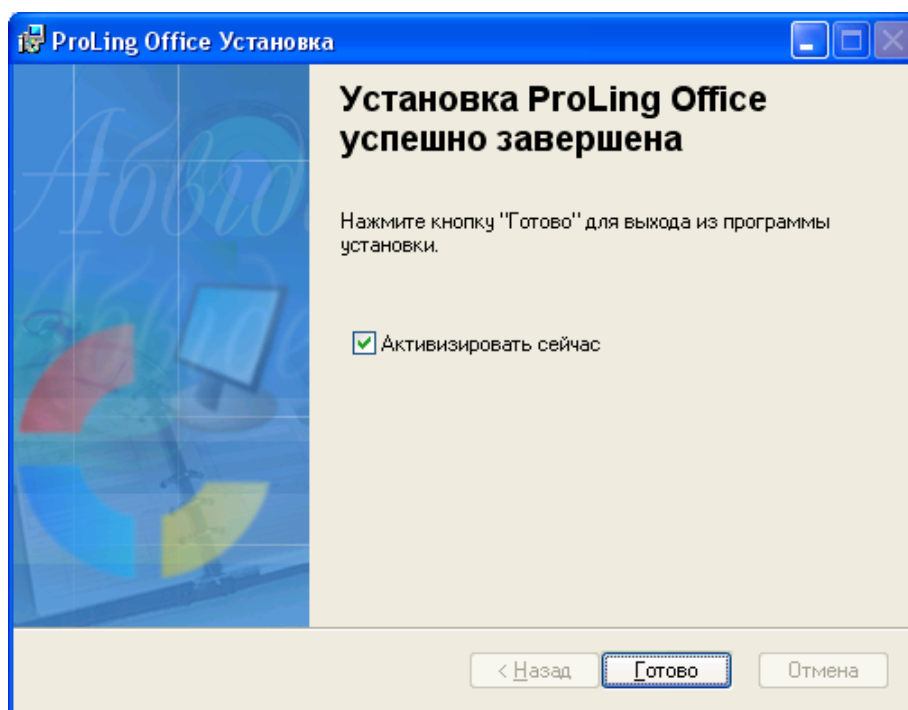 ProLing Office Установка
Установка ProLing Office
успешно завершена
Нажмите кнопку "Готово" для выхода из программы
установки.
Активизировать сейчас
< Назад
Готово
Отмена
Абвгд